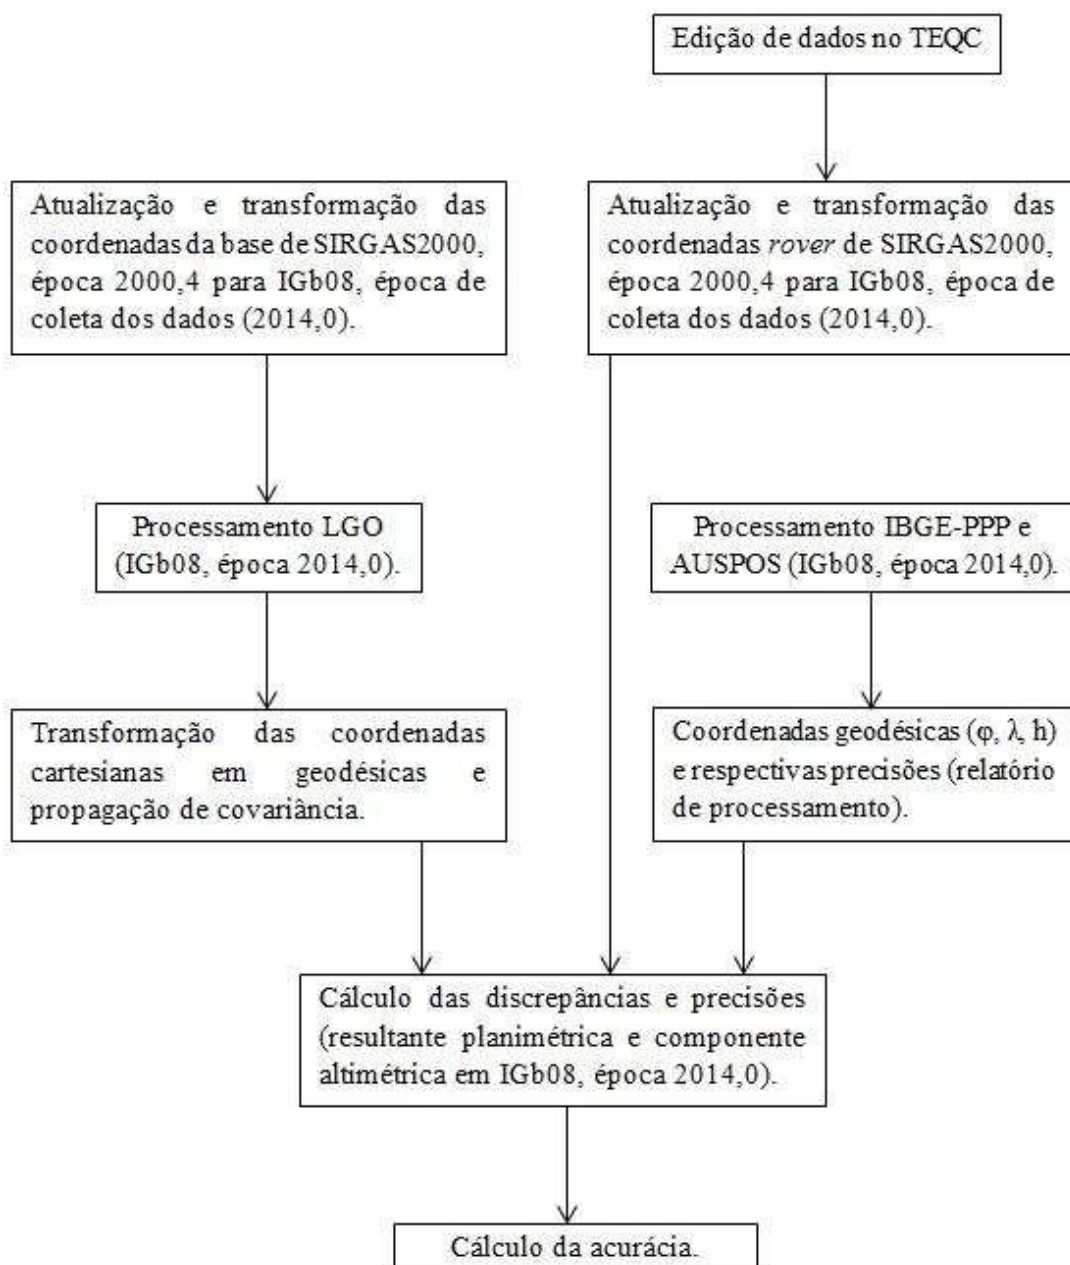 Edição de dados no TEQC
Atualização e transformação das
coordenadas da base de SIRGAS2000,
época 2000,4 para IGb08, época de
coleta dos dados (2014,0).
Atualização e transformação das
coordenadas rover de SIRGAS2000,
época 2000,4 para IGb08, época de
coleta dos dados (2014,0).
Processamento LGO
(IGb08, época 2014,0).
Processamento IBGE-PPP e
AUSPOS (IGb08, época 2014,0).
Transformação das coordenadas
cartesianas em geodésicas e
propagação de covariância.
Coordenadas geodésicas (φ, λ, h)
e respectivas precisões (relatório
de processamento).
Cálculo das discrepâncias e precisões
(resultante planimétrica e componente
altimétrica em IGb08, época 2014,0).
Cálculo da acurácia.